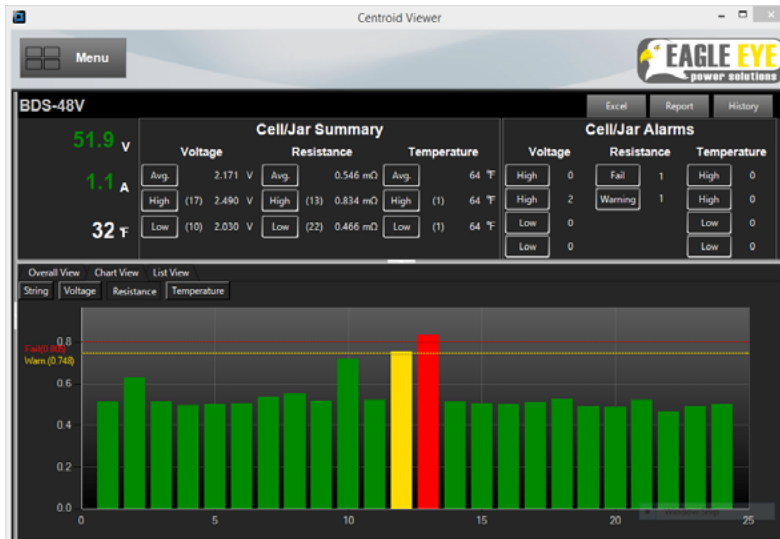 Centroid Viewer
Menu
EAGLE EYE
power solutions
BDS-48V
Excel Report History
51.9 V
1.1 A
32 °F
Cell/Jar Summary
Voltage Resistance Temperature
Avg. 2.171 V Avg. 0.546 mΩ Avg. 64 °F
High (17) 2.490 V High (13) 0.834 mΩ High (1) 64 °F
Low (10) 2.030 V Low (22) 0.466 mΩ Low (1) 64 °F
Cell/Jar Alarms
Voltage Resistance Temperature
High 0 Fail 1 High 0
High 2 Warning 1 High 0
Low 0 Low 0
Low 0 Low 0
Overall View Chart View List View
String Voltage Resistance Temperature
0.8
Warn (0.748)
0.6
0.4
0.2
0.0
0 5 10 15 20 25